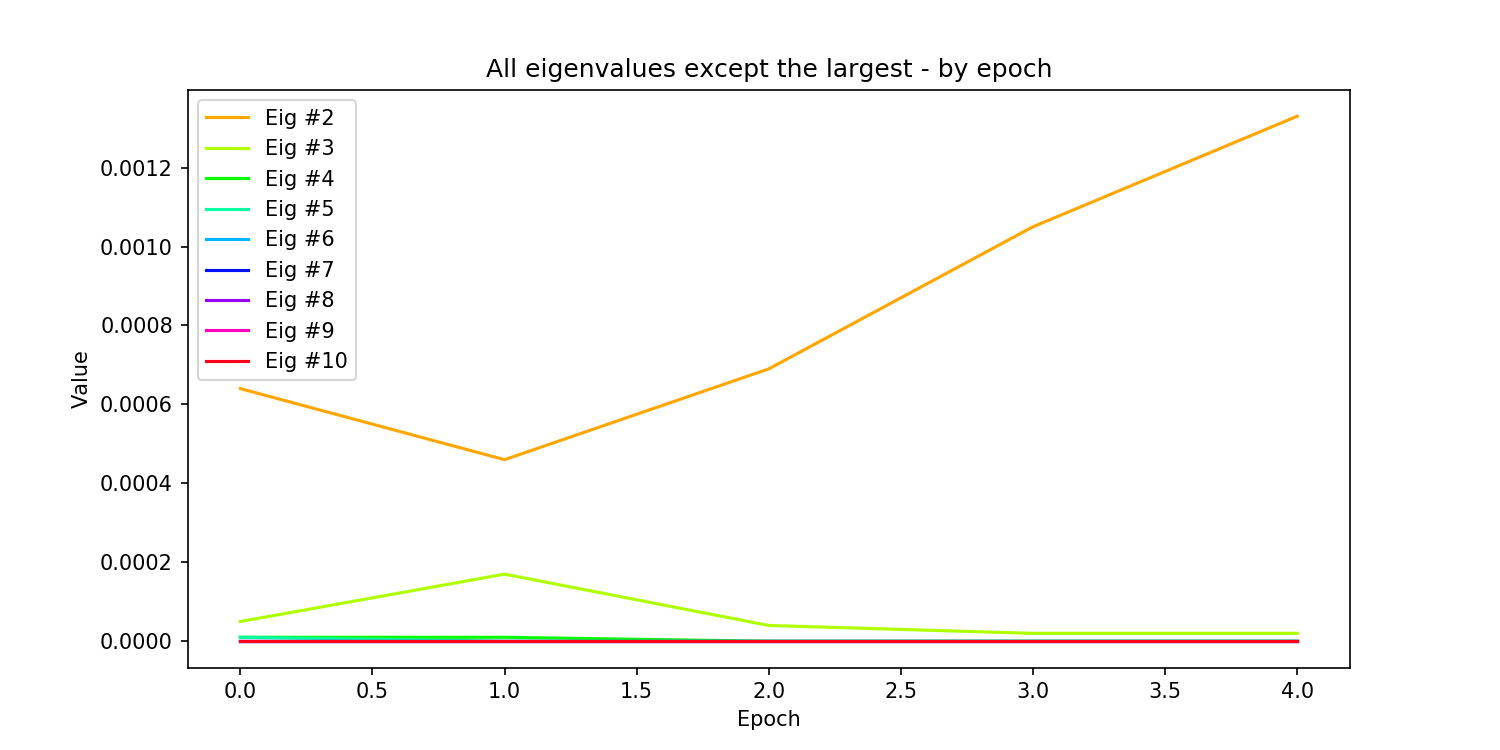 All eigenvalues except the largest - by epoch
Eig #2
Eig #3
Eig #4
Eig #5
Eig #6
Eig #7
Eig #8
Eig #9
Eig #10
Value
0.0012
0.0010
0.0008
0.0006
0.0004
0.0002
0.0000
0.0 0.5 1.0 1.5 2.0 2.5 3.0 3.5 4.0
Epoch